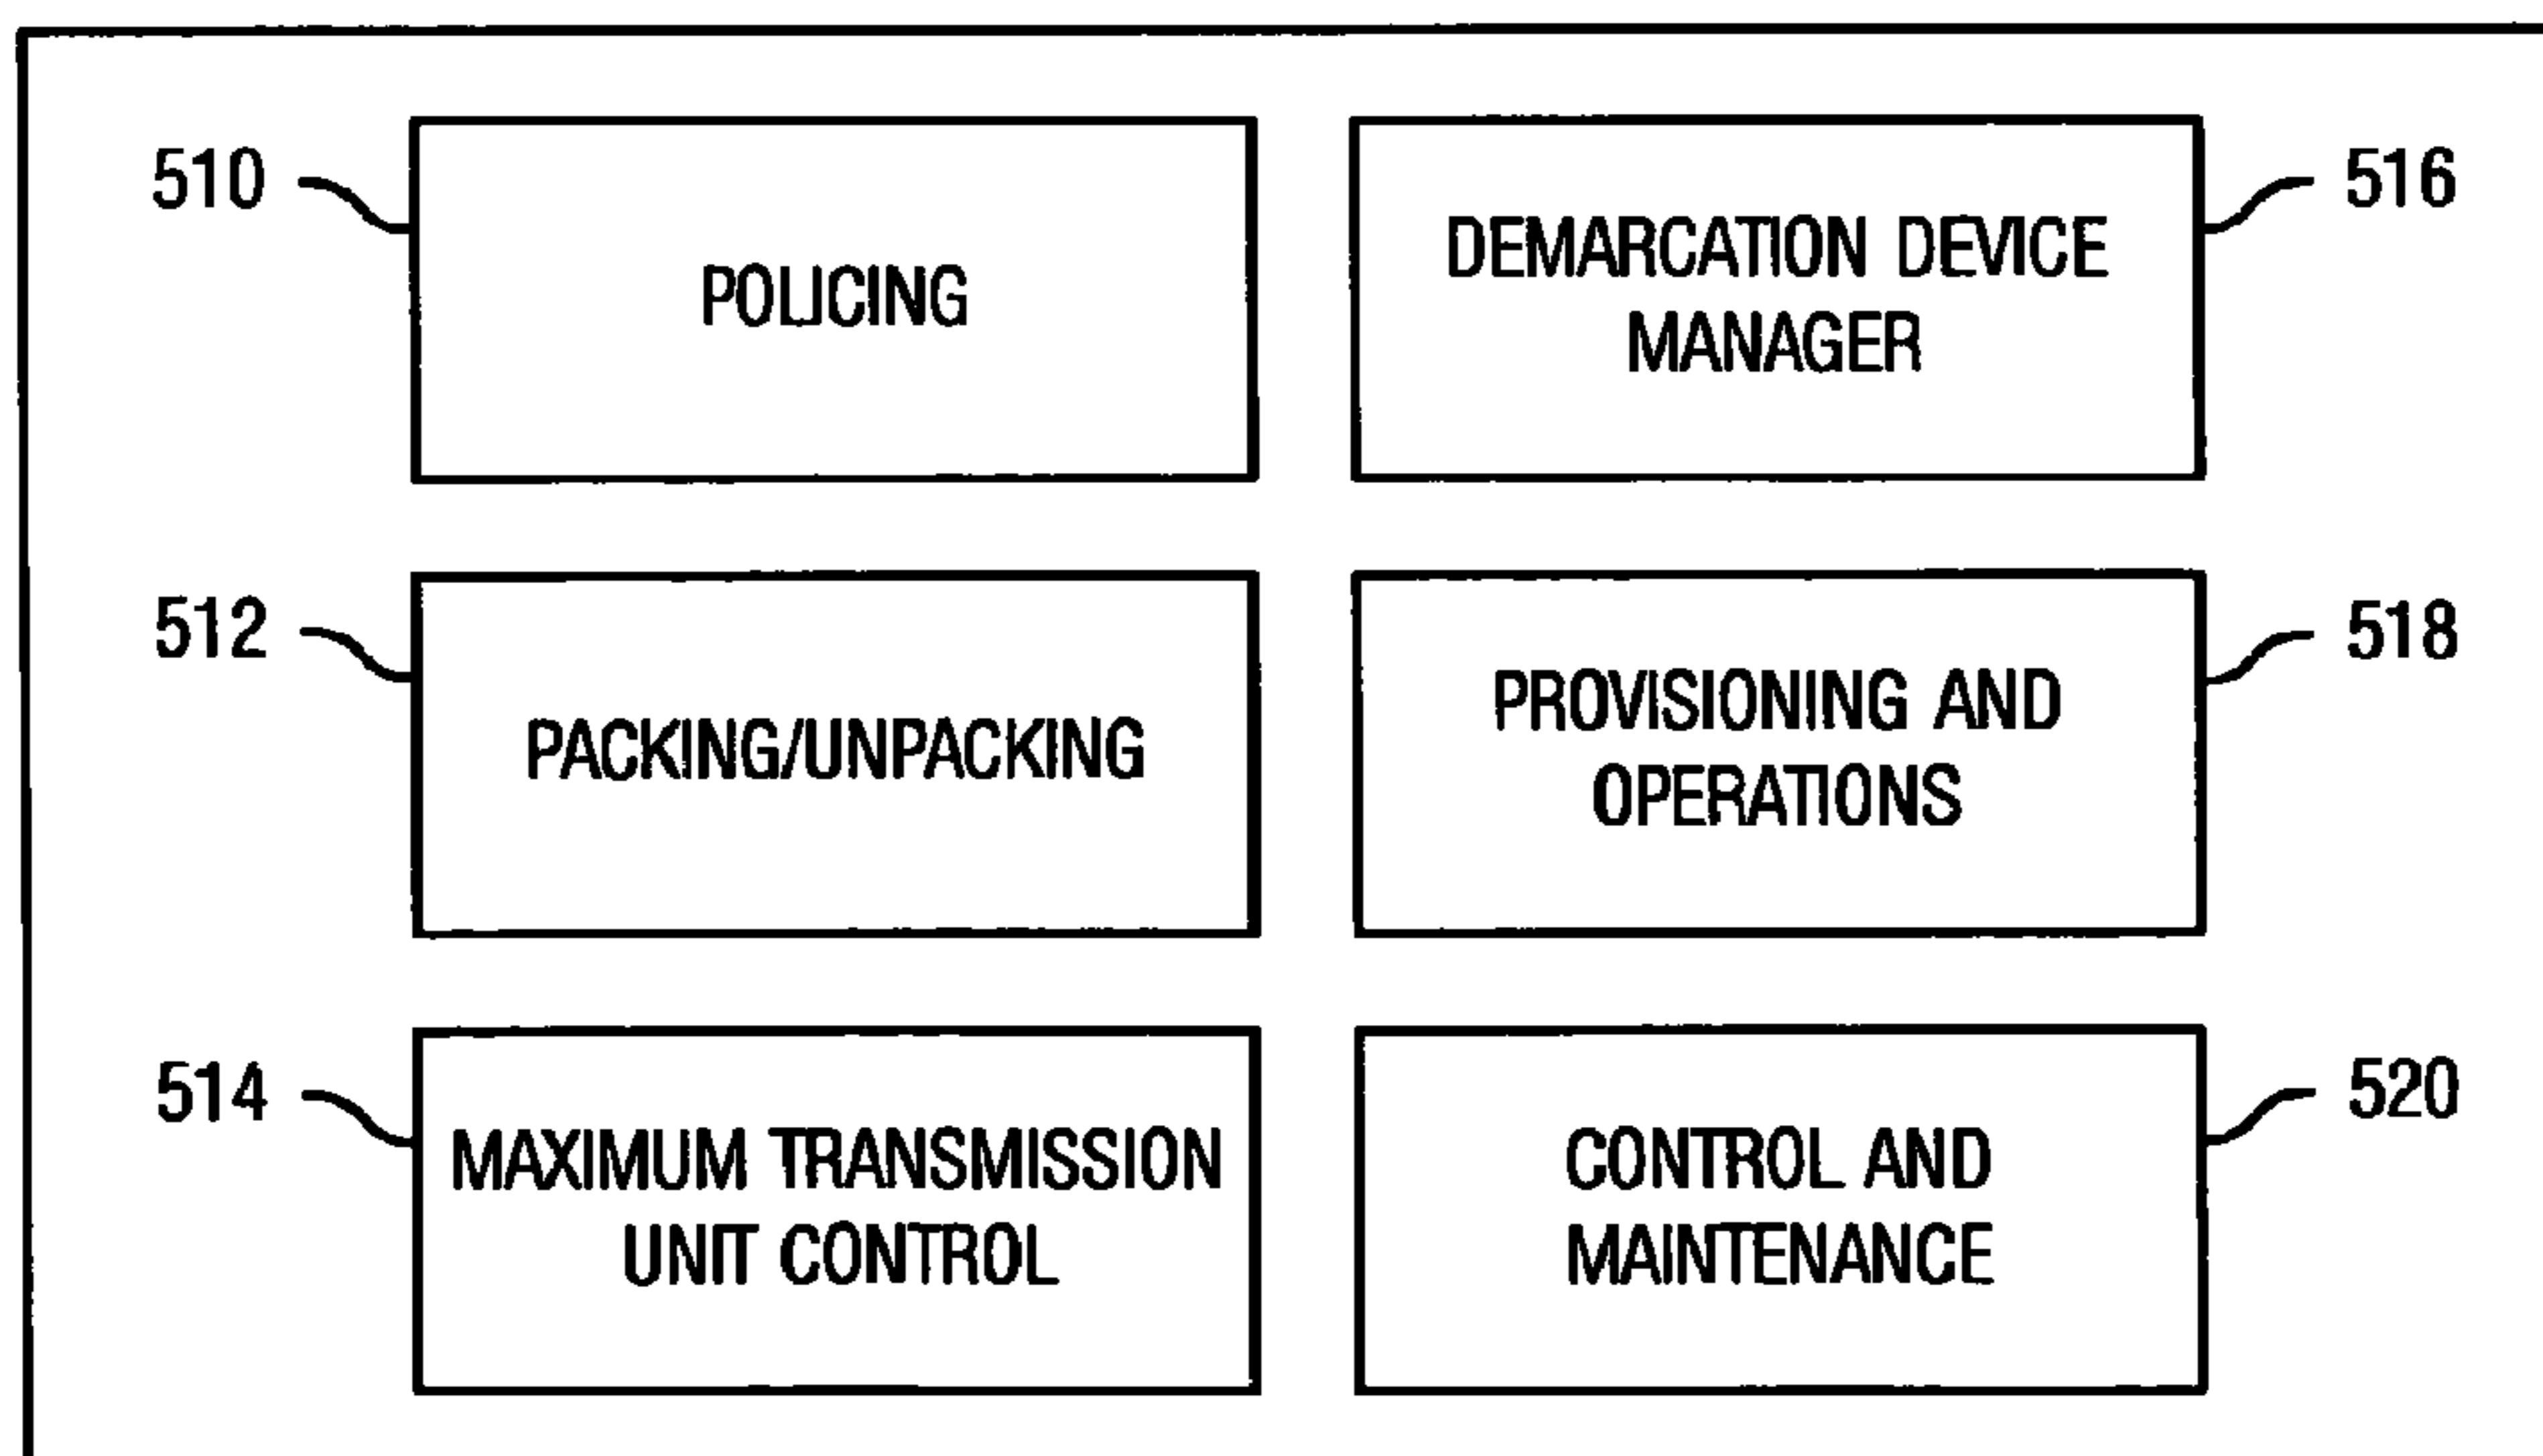 510
POLICING
516
DEMARCATION DEVICE
MANAGER
512
PACKING/UNPACKING
518
PROVISIONING AND
OPERATIONS
514
MAXIMUM TRANSMISSION
UNIT CONTROL
520
CONTROL AND
MAINTENANCE